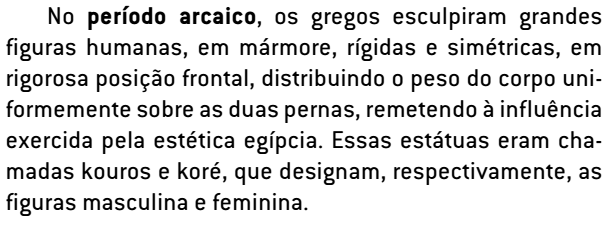 No período arcaico, os gregos esculpiram grandes
figuras humanas, em mármore, rígidas e simétricas, em
rigorosa posição frontal, distribuindo o peso do corpo uni-
formemente sobre as duas pernas, remetendo à influência
exercida pela estética egípcia. Essas estátuas eram cha-
madas kouros e koré, que designam, respectivamente, as
figuras masculina e feminina.